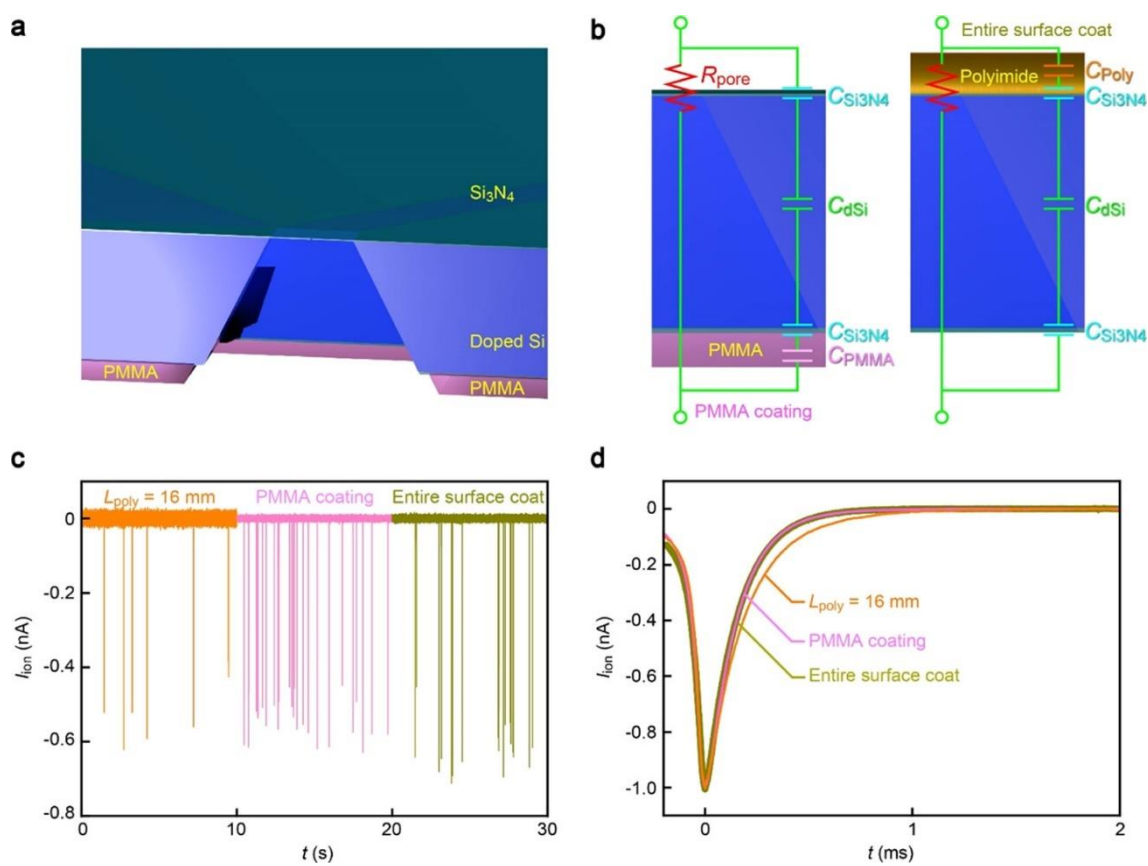 a
Si₃N₄
Doped Si
PMMA
PMMA
b
Entire surface coat
Rpore
CSi3N4
CdSi
CSi3N4
PMMA
CPMMA
PMMA coating
Polyimide
CPoly
CSi3N4
CdSi
CSi3N4
c
Lpoly = 16 mm
PMMA coating
Entire surface coat
0
-0.2
-0.4
-0.6
-0.8
Iion (nA)
0
10
20
30
t (s)
d
0
-0.2
-0.4
-0.6
-0.8
-1.0
Iion (nA)
Lpoly = 16 mm
PMMA coating
Entire surface coat
0
1
2
t (ms)